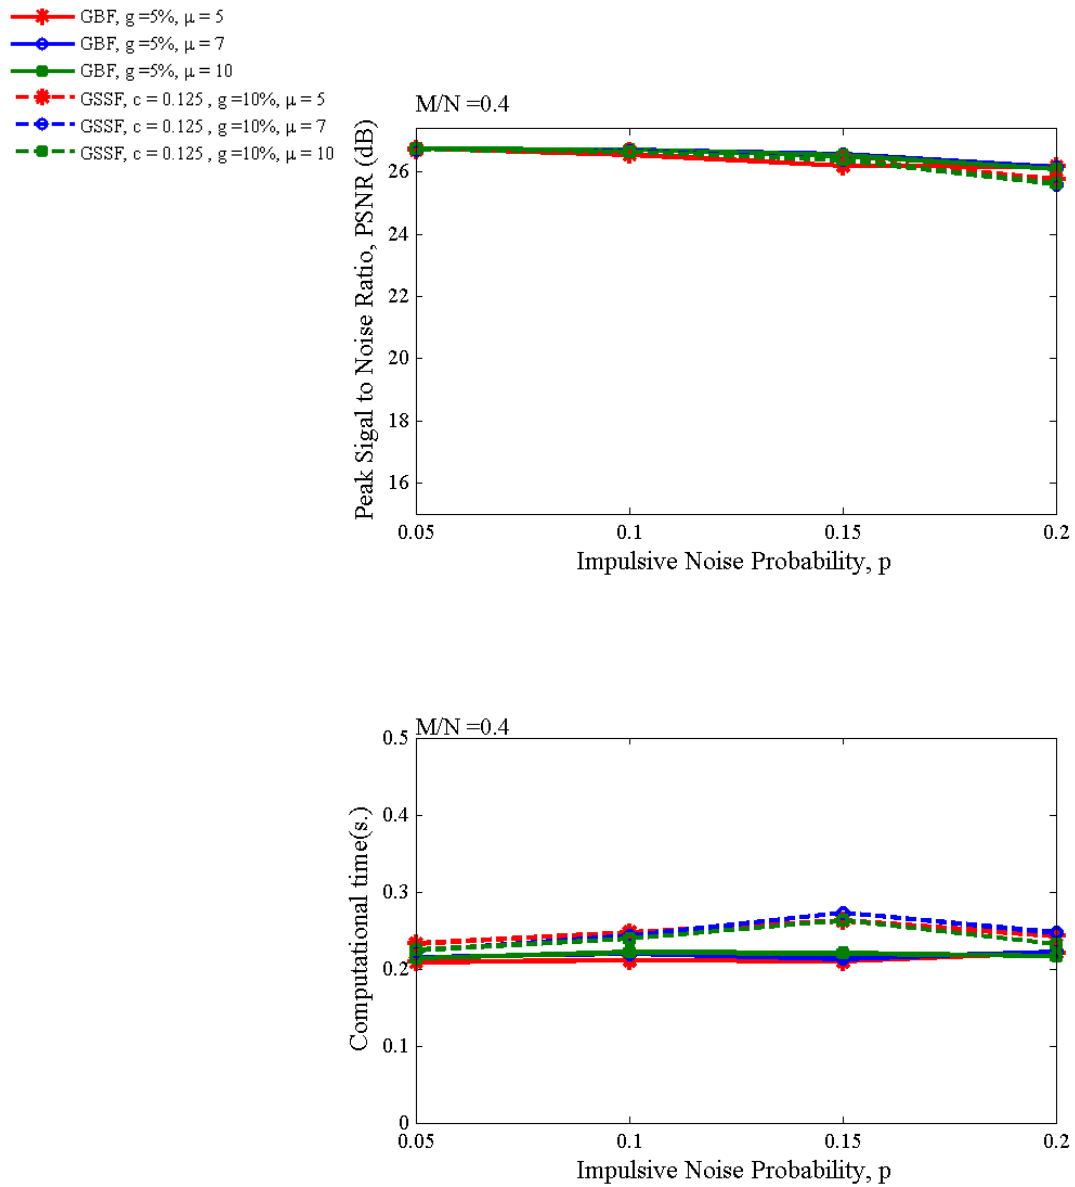 GBF, g =5%, μ = 5
GBF, g =5%, μ = 7
GBF, g =5%, μ = 10
GSSF, c = 0.125 , g =10%, μ = 5
GSSF, c = 0.125 , g =10%, μ = 7
GSSF, c = 0.125 , g =10%, μ = 10
M/N =0.4
Peak Sigal to Noise Ratio, PSNR (dB)
26
24
22
20
18
16
0.05 0.1 0.15 0.2
Impulsive Noise Probability, p
M/N =0.4
Computational time(s.)
0.5
0.4
0.3
0.2
0.1
0
0.05 0.1 0.15 0.2
Impulsive Noise Probability, p